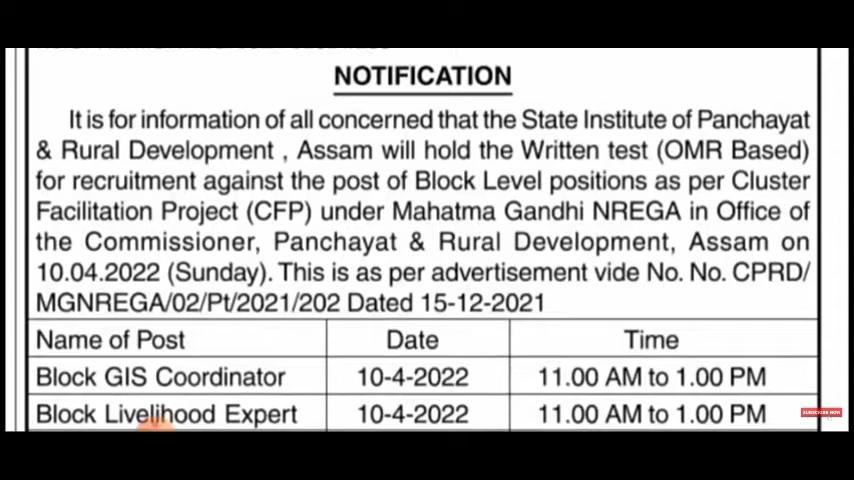 NOTIFICATION
It is for information of all concerned that the State Institute of Panchayat
& Rural Development , Assam will hold the Written test (OMR Based)
for recruitment against the post of Block Level positions as per Cluster
Facilitation Project (CFP) under Mahatma Gandhi NREGA in Office of
the Commissioner, Panchayat & Rural Development, Assam on
10.04.2022 (Sunday). This is as per advertisement vide No. No. CPRD/
MGNREGA/02/Pt/2021/202 Dated 15-12-2021
Name of Post Date Time
Block GIS Coordinator 10-4-2022 11.00 AM to 1.00 PM
Block Livelihood Expert 10-4-2022 11.00 AM to 1.00 PM
SUBSCRIBE NOW